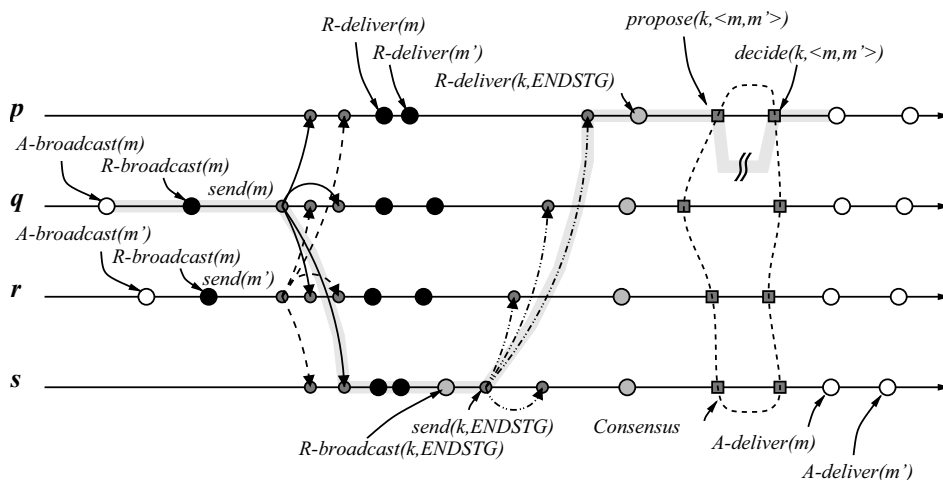 R-deliver(m)
R-deliver(m')
R-deliver(k,ENDSTG)
propose(k,<m,m'>)
decide(k,<m,m'>)
p
A-broadcast(m)
R-broadcast(m)
send(m)
q
A-broadcast(m')
R-broadcast(m)
send(m')
r
s
send(k,ENDSTG)
R-broadcast(k,ENDSTG)
Consensus
A-deliver(m)
A-deliver(m')